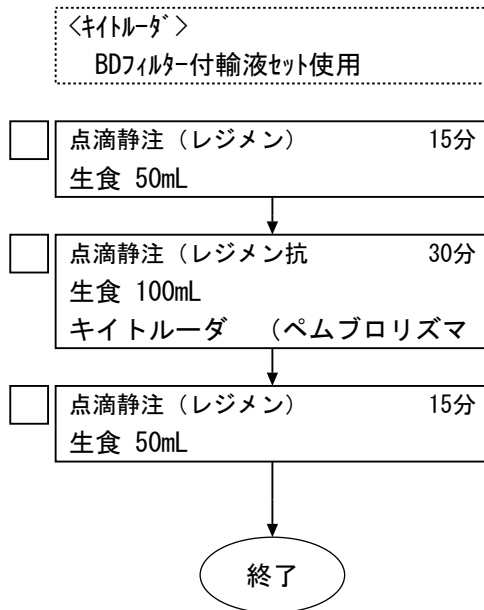 <ｷｲﾄﾙｰﾀﾞ>
BDﾌｨﾙﾀｰ付輸液ｾｯﾄ使用
点滴静注（レジメン） 15分
生食 50mL
点滴静注（レジメン抗 30分
生食 100mL
キイトルーダ （ペムブロリズマ
点滴静注（レジメン） 15分
生食 50mL
終了